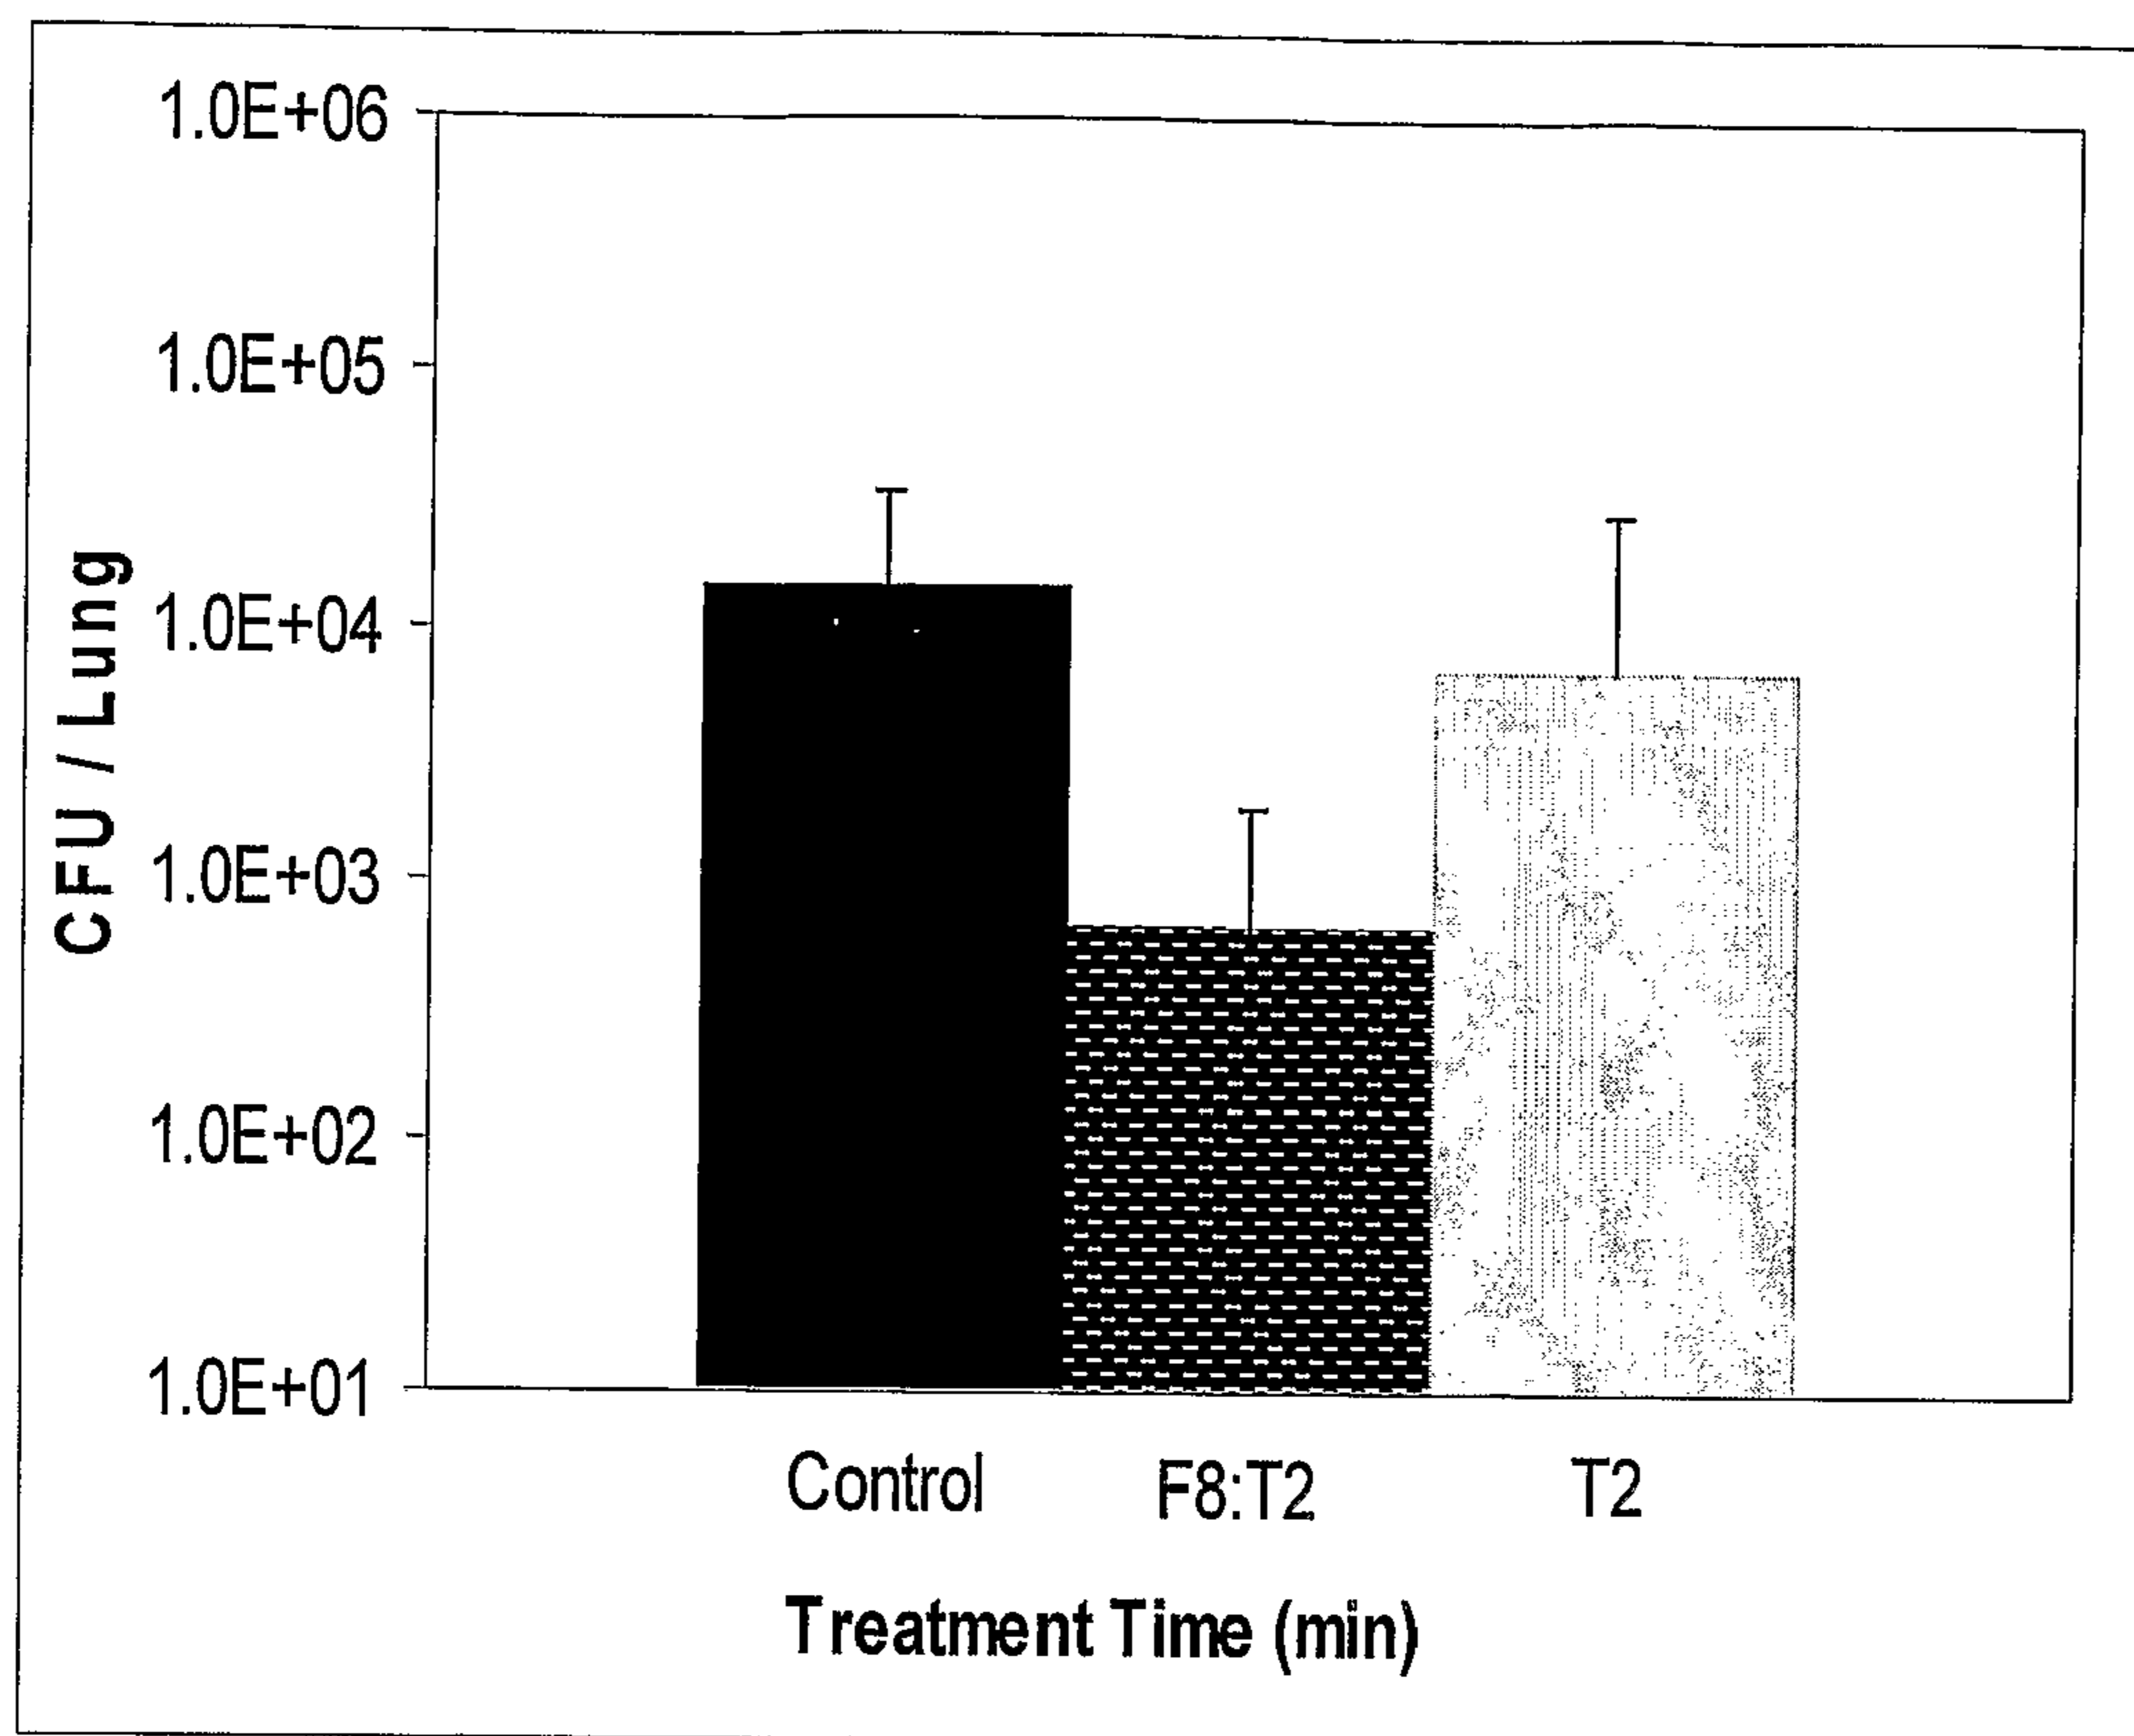 1.0E+06
1.0E+05
1.0E+04
1.0E+03
1.0E+02
1.0E+01
CFU / Lung
Control F8:T2 T2
Treatment Time (min)